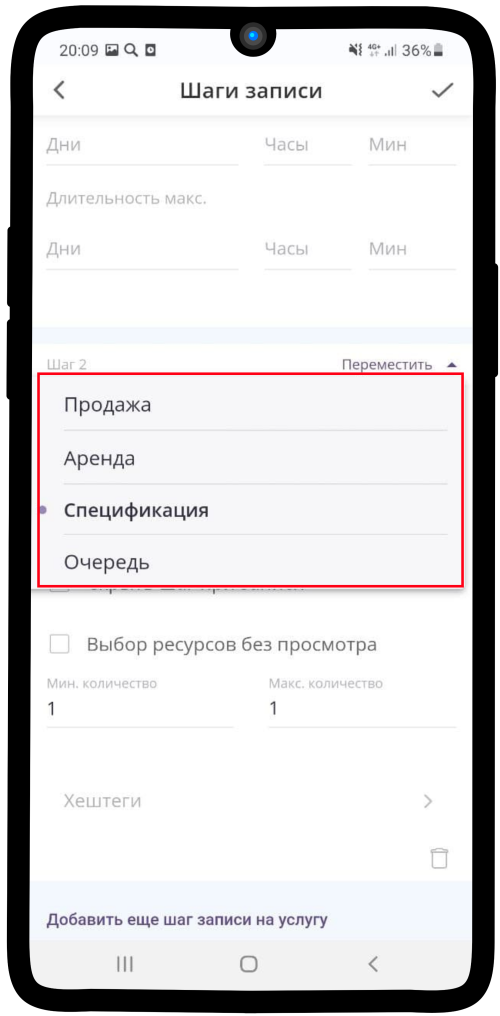 20:09 4G+ 36%
Шаги записи
Дни Часы Мин
Длительность макс.
Дни Часы Мин
Шаг 2 Переместить
Продажа
Аренда
Спецификация
Очередь
Выбор ресурсов без просмотра
Мин. количество Макс. количество
1 1
Хештеги
Добавить еще шаг записи на услугу